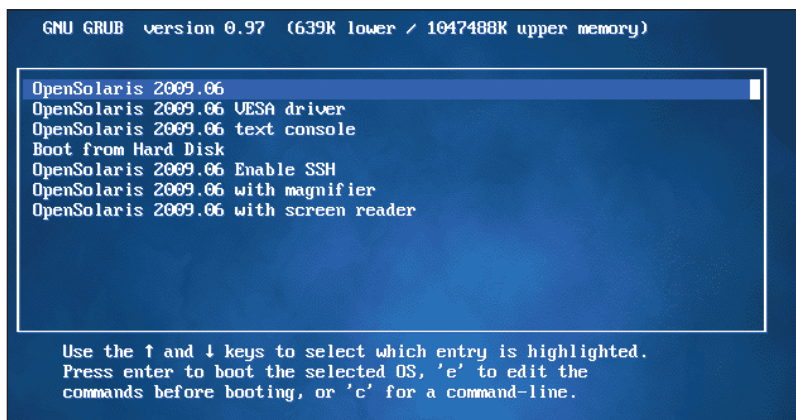 GNU GRUB version 0.97 (639K lower / 1047488K upper memory)
OpenSolaris 2009.06
OpenSolaris 2009.06 VESA driver
OpenSolaris 2009.06 text console
Boot from Hard Disk
OpenSolaris 2009.06 Enable SSH
OpenSolaris 2009.06 with magnifier
OpenSolaris 2009.06 with screen reader
Use the ↑ and ↓ keys to select which entry is highlighted.
Press enter to boot the selected OS, 'e' to edit the
commands before booting, or 'c' for a command-line.